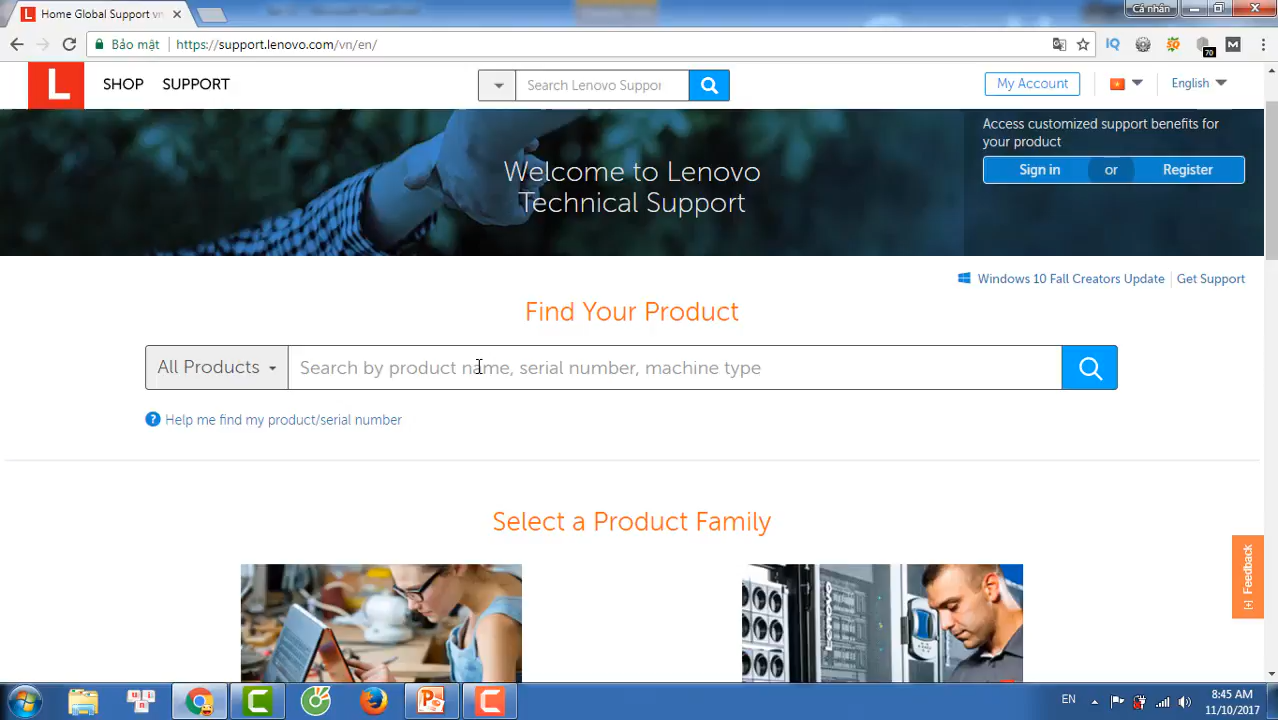 Home Global Support vn
Cá nhân
Bảo mật
https://support.lenovo.com/vn/en/
IQ
70
M
L
SHOP
SUPPORT
Search Lenovo Suppor
My Account
English
Access customized support benefits for
your product
Sign in or Register
Welcome to Lenovo
Technical Support
Windows 10 Fall Creators Update
Get Support
Find Your Product
All Products
Search by product name, serial number, machine type
? Help me find my product/serial number
Select a Product Family
[+] Feedback
EN
8:45 AM
11/10/2017